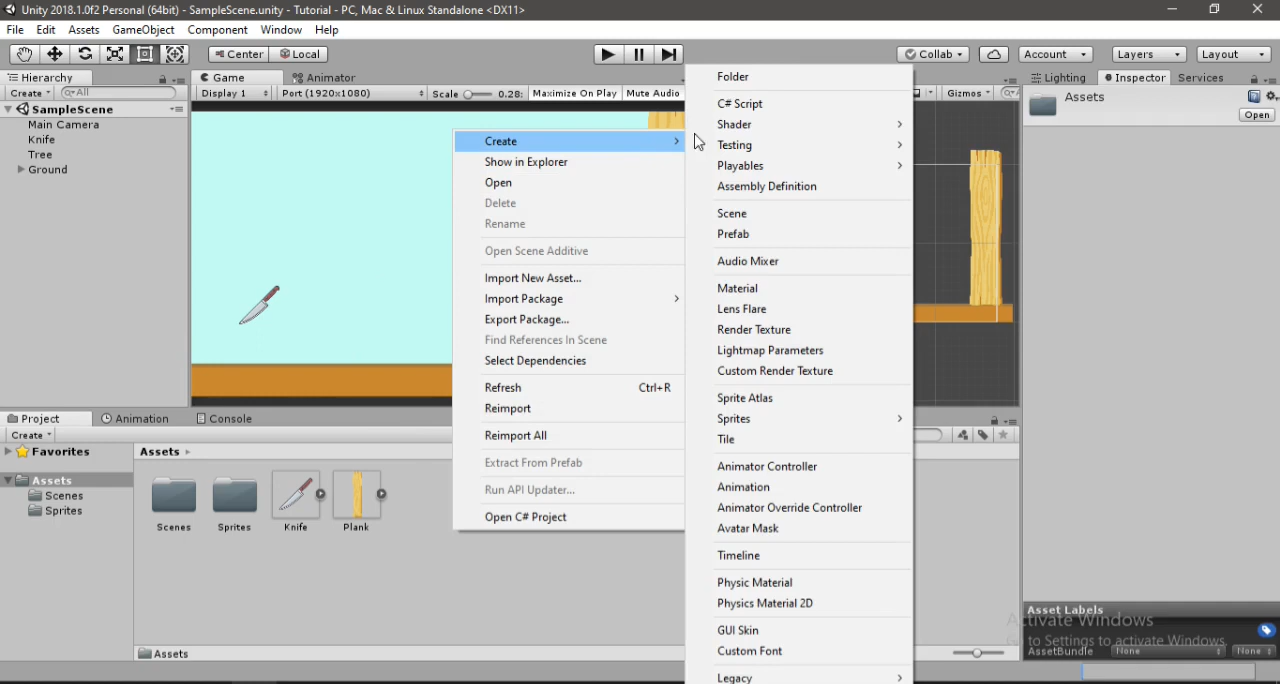 Unity 2018.1.0f2 Personal (64bit) - SampleScene.unity - Tutorial - PC, Mac & Linux Standalone <DX11>
File Edit Assets GameObject Component Window Help
Center Local Collab Account Layers Layout
Hierarchy Game Animator Lighting Inspector Services
Create All Display 1 Port (1920x1080) Scale 0.28: Maximize On Play Mute Audio Gizmos
SampleScene
Main Camera
Knife
Tree
Ground
Assets
Open
Create
Show in Explorer
Open
Delete
Rename
Open Scene Additive
Import New Asset...
Import Package
Export Package...
Find References In Scene
Select Dependencies
Refresh Ctrl+R
Reimport
Reimport All
Extract From Prefab
Run API Updater...
Open C# Project
Folder
C# Script
Shader
Testing
Playables
Assembly Definition
Scene
Prefab
Audio Mixer
Material
Lens Flare
Render Texture
Lightmap Parameters
Custom Render Texture
Sprite Atlas
Sprites
Tile
Animator Controller
Animation
Animator Override Controller
Avatar Mask
Timeline
Physic Material
Physics Material 2D
GUI Skin
Custom Font
Legacy
Project Animation Console
Create
Favorites
Assets
Scenes
Sprites
Assets
Scenes Sprites Knife Plank
Assets
Asset Labels
Activate Windows
Go to Settings to activate Windows.
AssetBundle None None